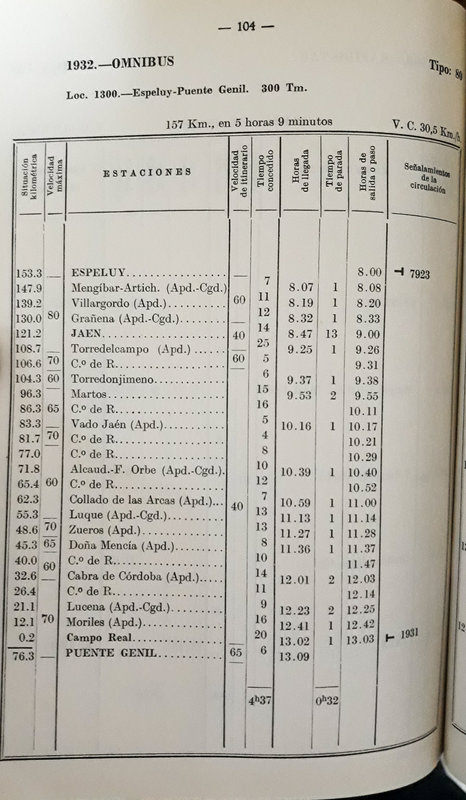 — 104 —
1932.—OMNIBUS Tipo: 80
Loc. 1300.—Espeluy-Puente Genil. 300 Tm.
157 Km., en 5 horas 9 minutos V. C. 30,5 Km./h.
Situación kilométrica Velocidad máxima ESTACIONES Velocidad de itinerario Tiempo concedido Horas de llegada Tiempo de parada Horas de salida o paso Señalamientos de la circulación
153.3 — ESPELUY — 8.00 ⊣ 7923
147.9 Mengíbar-Artich. (Apd.-Cgd.) 7 8.07 1 8.08
139.2 Villargordo (Apd.) 60 11 8.19 1 8.20
130.0 80 Grañena (Apd.-Cgd.) — 12 8.32 1 8.33
121.2 JAEN 40 14 8.47 13 9.00
108.7 — Torredelcampo (Apd.) — 25 9.25 1 9.26
106.6 70 C.º de R. 60 5 9.31
104.3 60 Torredonjimeno — 6 9.37 1 9.38
96.3 — Martos 15 9.53 2 9.55
86.3 65 C.º de R. 16 10.11
83.3 — Vado Jaén (Apd.) 5 10.16 1 10.17
81.7 70 C.º de R. 4 10.21
77.0 — C.º de R. 8 10.29
71.8 Alcaud.-F. Orbe (Apd.-Cgd.) 10 10.39 1 10.40
65.4 60 C.º de R. 12 10.52
62.3 Collado de las Arcas (Apd.) 40 7 10.59 1 11.00
55.3 — Luque (Apd.-Cgd.) 13 11.13 1 11.14
48.6 70 Zueros (Apd.) 13 11.27 1 11.28
45.3 65 Doña Mencía (Apd.) 8 11.36 1 11.37
40.0 60 C.º de R. 10 11.47
32.6 — Cabra de Córdoba (Apd.) 14 12.01 2 12.03
26.4 C.º de R. 11 12.14
21.1 Lucena (Apd.-Cgd.) 9 12.23 2 12.25
12.1 70 Moriles (Apd.) 16 12.41 1 12.42
0.2 Campo Real — 20 13.02 1 13.03 ⊢ 1931
76.3 — PUENTE GENIL 65 6 13.09
4h37 0h32